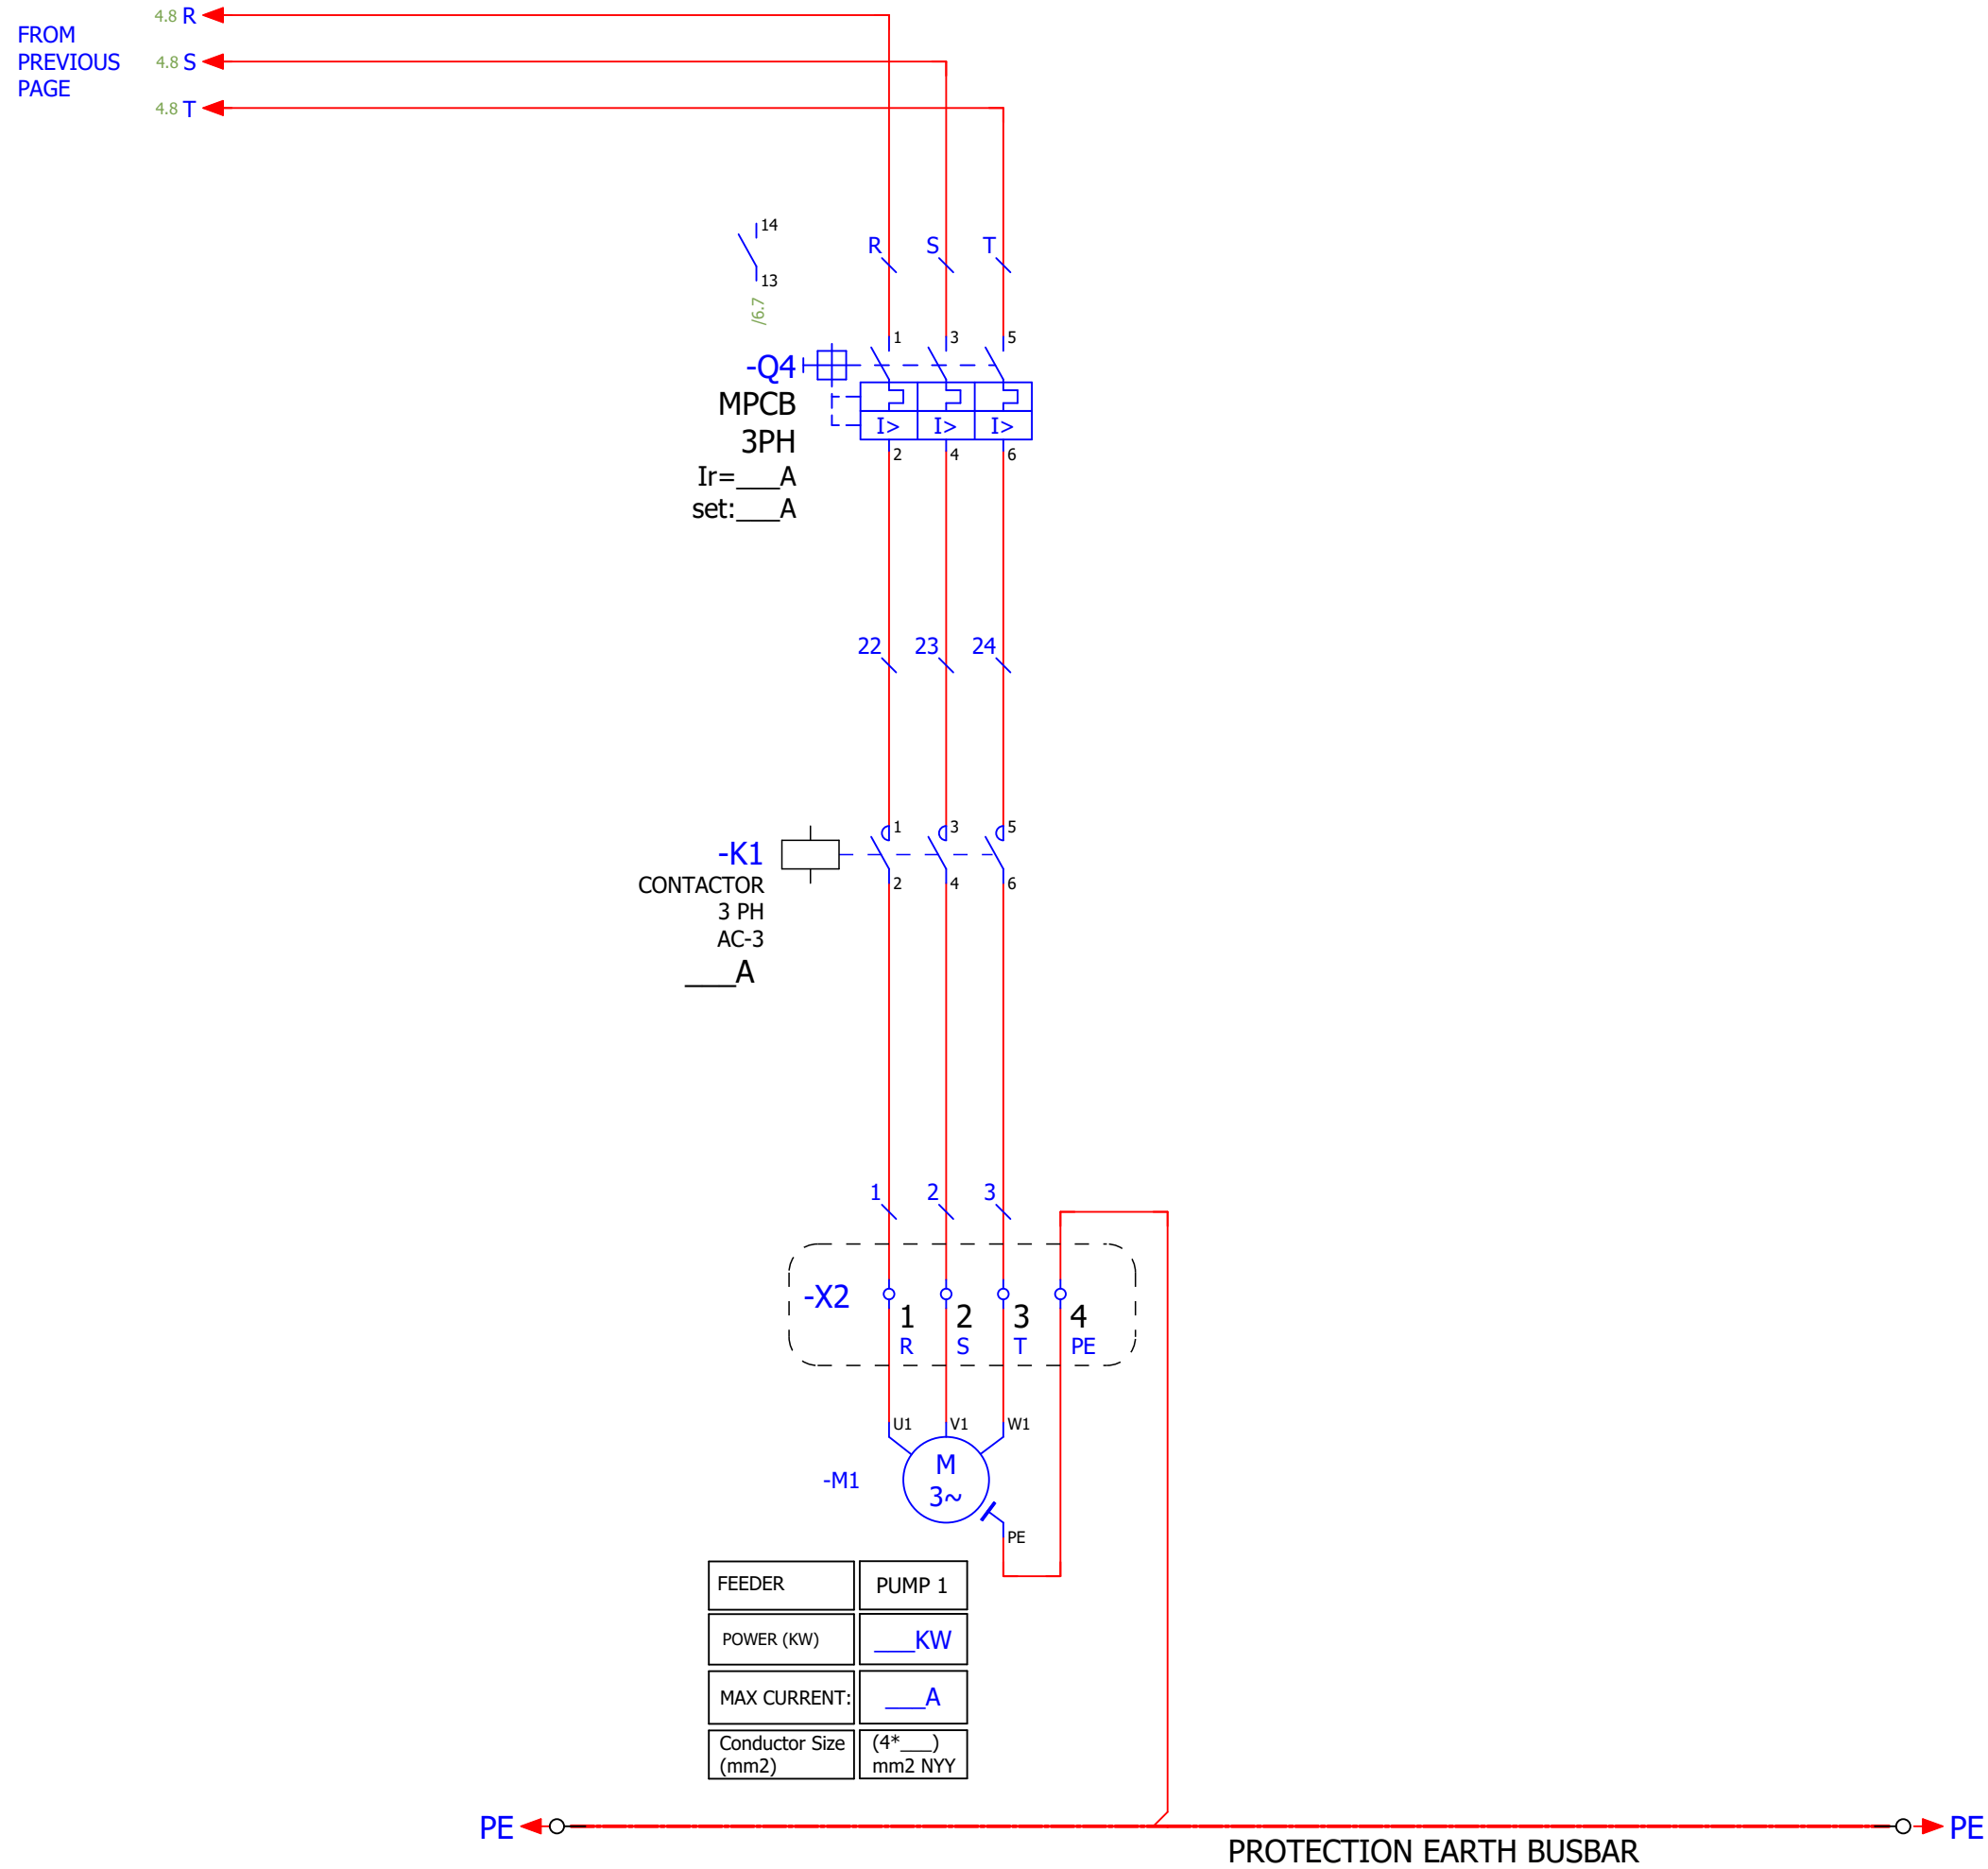 4.8 R
FROM
PREVIOUS
PAGE
4.8 S
4.8 T
14
13
/6.7
R S T
1 3 5
-Q4
MPCB
3PH
Ir=___A
set:___A
I> I> I>
2 4 6
22 23 24
1 3 5
-K1
CONTACTOR
3 PH
AC-3
___A
2 4 6
1 2 3
-X2
1 2 3 4
R S T PE
U1 V1 W1
-M1
M
3~
PE
FEEDER PUMP 1
POWER (KW) ___KW
MAX CURRENT: ___A
Conductor Size (4*___)
(mm2) mm2 NYY
PE PE
PROTECTION EARTH BUSBAR